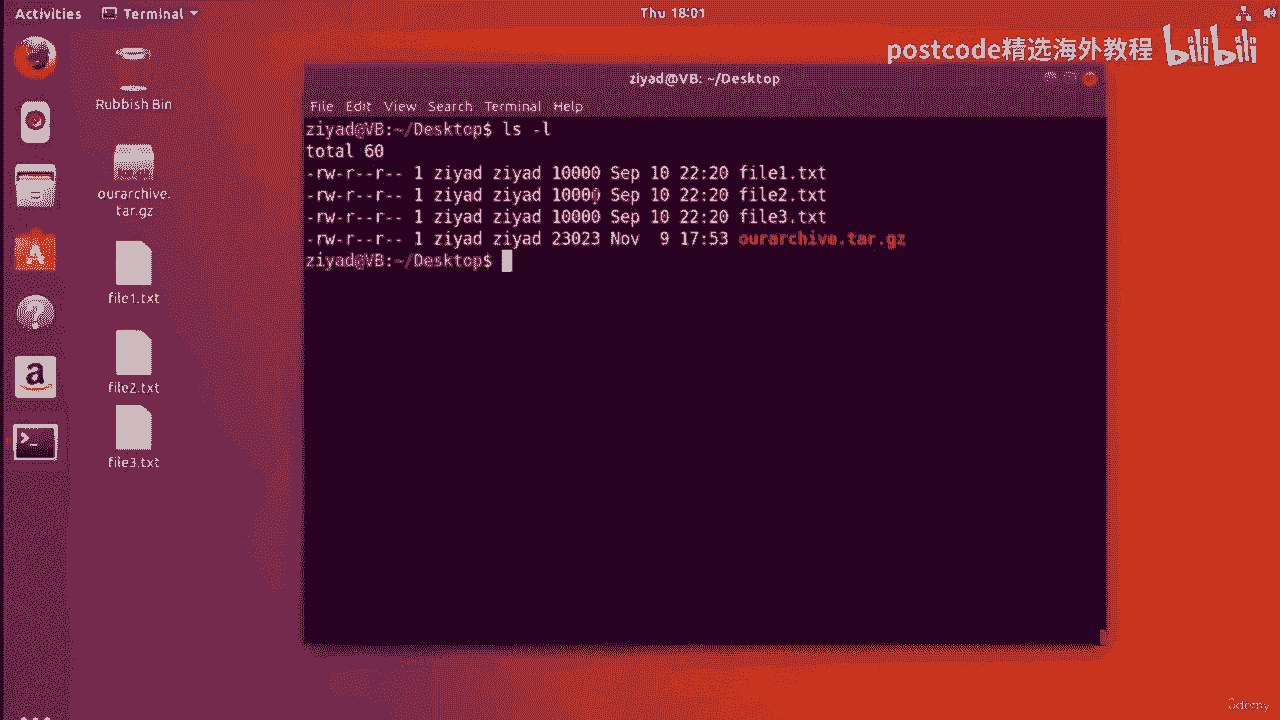 Activities Terminal Thu 18:01
postcode精选海外教程 bilibili
Rubbish Bin
ourarchive.
tar.gz
file1.txt
file2.txt
file3.txt
ziyad@VB: ~/Desktop
File Edit View Search Terminal Help
ziyad@VB:~/Desktop$ ls -l
total 60
-rw-r--r-- 1 ziyad ziyad 10000 Sep 10 22:20 file1.txt
-rw-r--r-- 1 ziyad ziyad 10000 Sep 10 22:20 file2.txt
-rw-r--r-- 1 ziyad ziyad 10000 Sep 10 22:20 file3.txt
-rw-r--r-- 1 ziyad ziyad 23023 Nov  9 17:53 ourarchive.tar.gz
ziyad@VB:~/Desktop$
Udemy